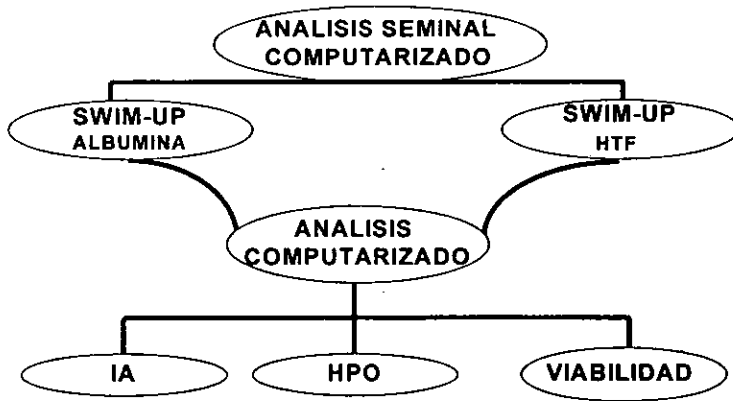 ANALISIS SEMINAL
COMPUTARIZADO
SWIM-UP
ALBUMINA
SWIM-UP
HTF
ANALISIS
COMPUTARIZADO
IA
HPO
VIABILIDAD